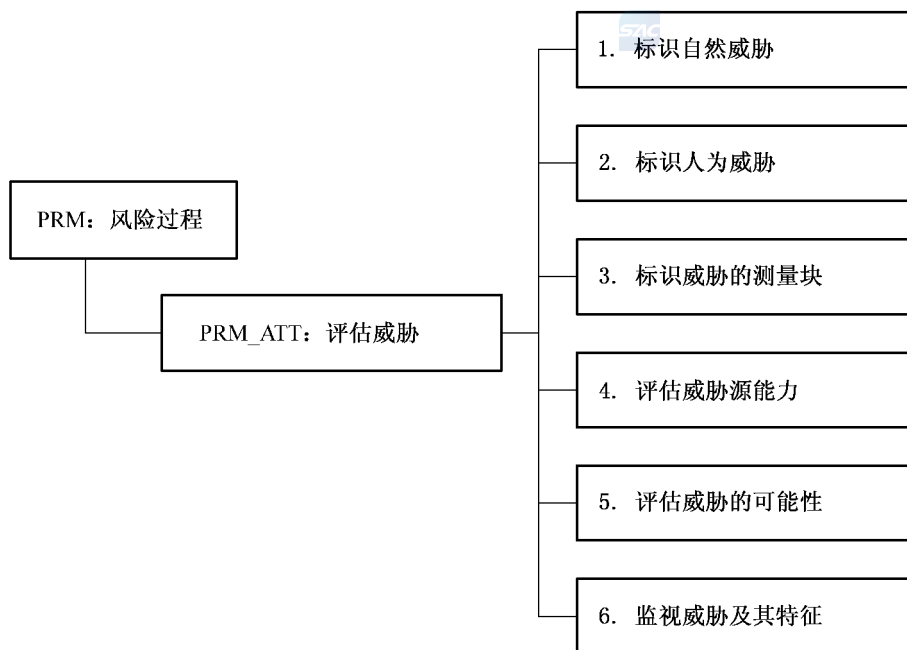 SAC
1. 标识自然威胁
2. 标识人为威胁
PRM：风险过程
3. 标识威胁的测量块
PRM_ATT：评估威胁
4. 评估威胁源能力
5. 评估威胁的可能性
6. 监视威胁及其特征